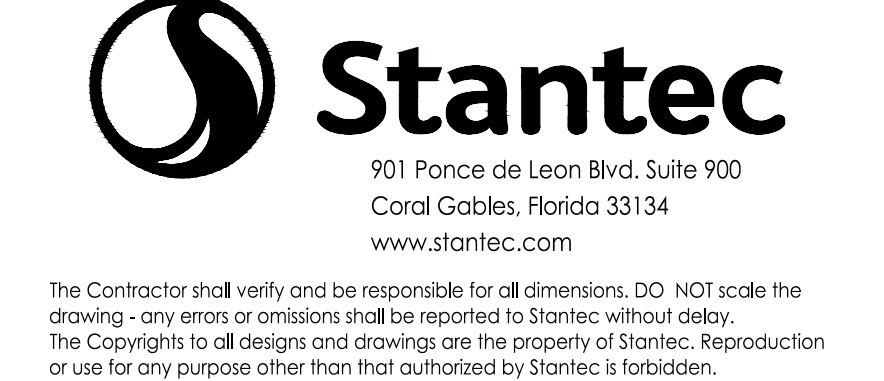 Stantec
901 Ponce de Leon Blvd. Suite 900
Coral Gables, Florida 33134
www.stantec.com
The Contractor shall verify and be responsible for all dimensions. DO  NOT scale the
drawing - any errors or omissions shall be reported to Stantec without delay.
The Copyrights to all designs and drawings are the property of Stantec. Reproduction
or use for any purpose other than that authorized by Stantec is forbidden.